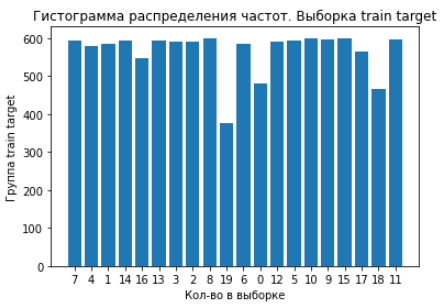 Гистограмма распределения частот. Выборка train target
Группа train target
600
500
400
300
200
100
0
7 4 1 14 16 13 3 2 8 19 6 0 12 5 10 9 15 17 18 11
Кол-во в выборке